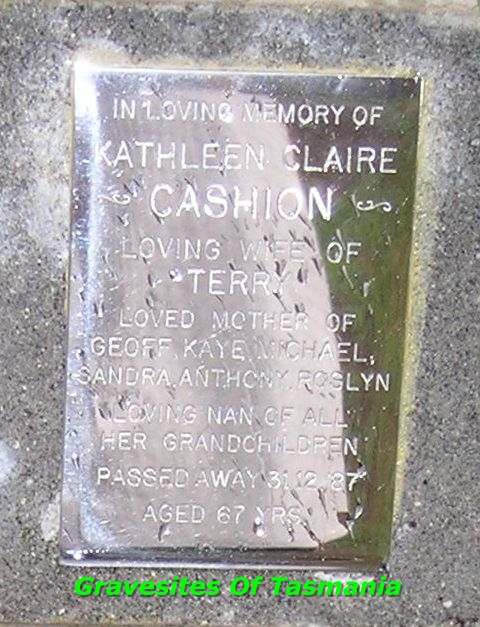 IN LOVING MEMORY OF
KATHLEEN CLAIRE
CASHION
LOVING WIFE OF
TERRY
LOVED MOTHER OF
GEOFF, KAYE, MICHAEL,
SANDRA, ANTHONY, ROSLYN
LOVING NAN OF ALL
HER GRANDCHILDREN
PASSED AWAY 31.12.'87
AGED 67 YRS.
Gravesites Of Tasmania